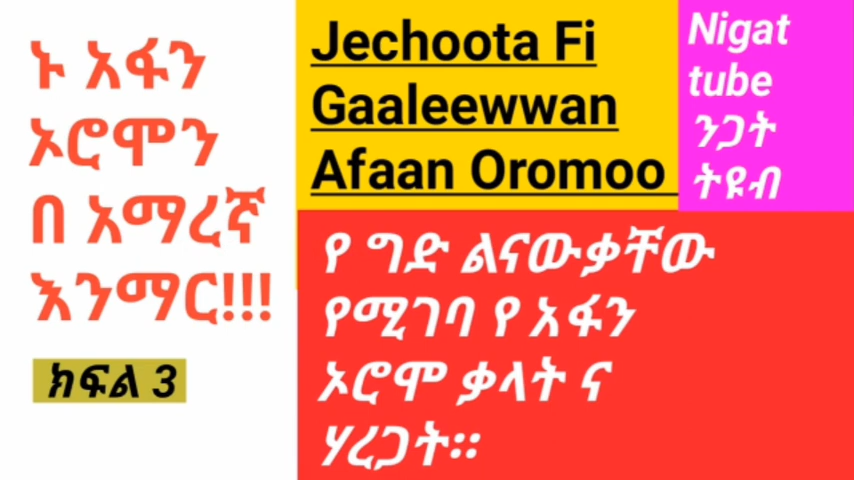 ኑ አፋን
ኦሮሞን
በ አማረኛ
እንማር!!!
ክፍል 3
Jechoota Fi
Gaaleewwan
Afaan Oromoo
Nigat
tube
ንጋት
ትዩብ
የ ግድ ልናውቃቸው
የሚገባ የ አፋን
ኦሮሞ ቃላት ና
ሃረጋት።